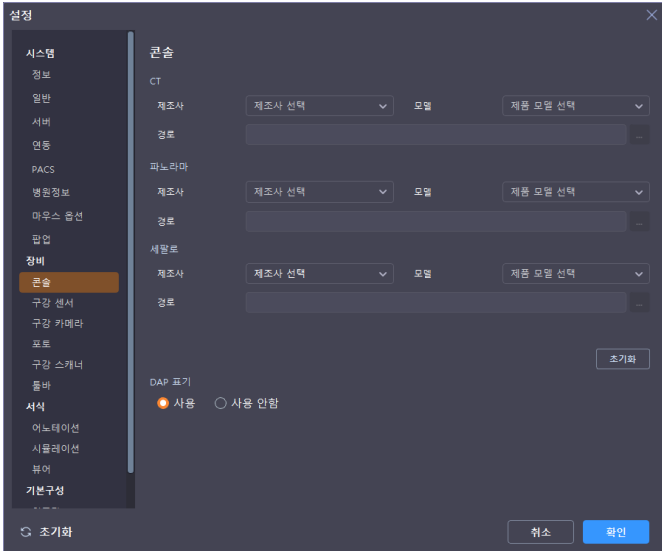 설정
시스템
정보
일반
서버
연동
PACS
병원정보
마우스 옵션
팝업
장비
콘솔
구강 센서
구강 카메라
포토
구강 스캐너
툴바
서식
어노테이션
시뮬레이션
뷰어
기본구성
초기화
콘솔
CT
제조사 제조사 선택 모델 제품 모델 선택
경로 ...
파노라마
제조사 제조사 선택 모델 제품 모델 선택
경로 ...
세팔로
제조사 제조사 선택 모델 제품 모델 선택
경로 ...
초기화
DAP 표기
사용 사용 안함
취소 확인